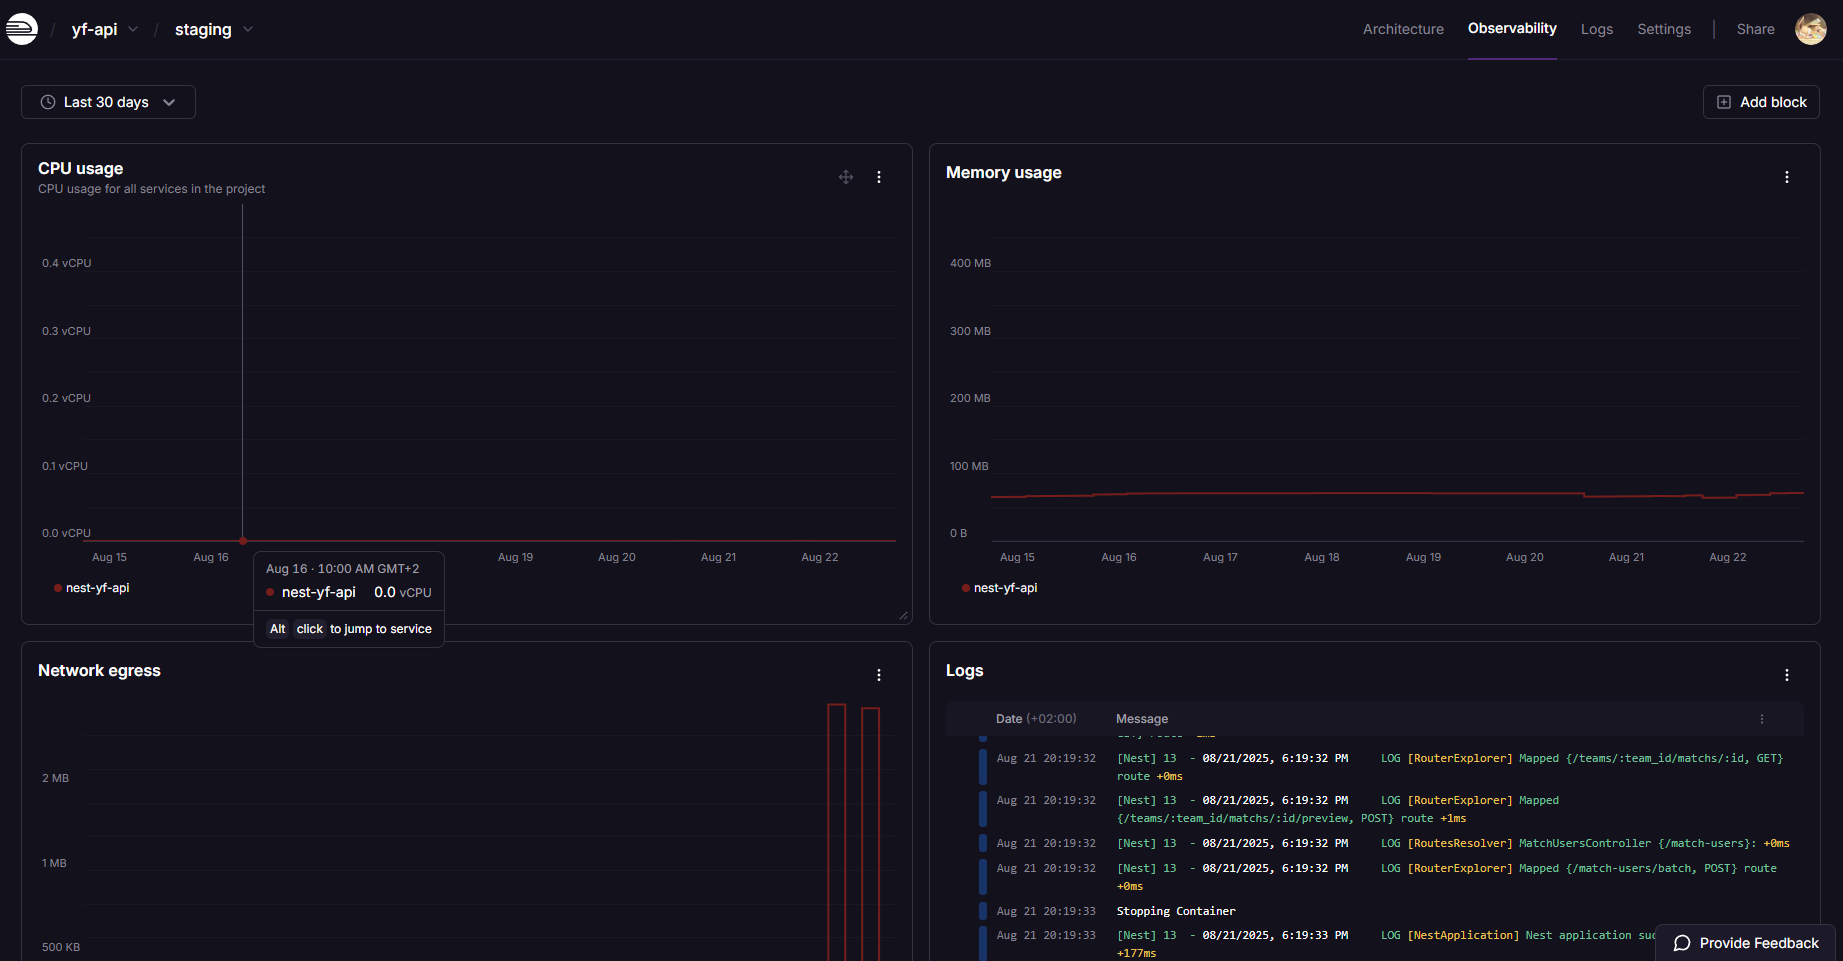 / yf-api / staging
Architecture Observability Logs Settings | Share
Last 30 days
Add block
CPU usage
CPU usage for all services in the project
0.4 vCPU
0.3 vCPU
0.2 vCPU
0.1 vCPU
0.0 vCPU
Aug 15 Aug 16 Aug 19 Aug 20 Aug 21 Aug 22
nest-yf-api
Aug 16 · 10:00 AM GMT+2
nest-yf-api 0.0 vCPU
Alt click to jump to service
Memory usage
400 MB
300 MB
200 MB
100 MB
0 B
Aug 15 Aug 16 Aug 17 Aug 18 Aug 19 Aug 20 Aug 21 Aug 22
nest-yf-api
Network egress
2 MB
1 MB
500 KB
Logs
Date (+02:00) Message
Aug 21 20:19:32 [Nest] 13 - 08/21/2025, 6:19:32 PM LOG [RouterExplorer] Mapped {/teams/:team_id/matchs/:id, GET}
route +0ms
Aug 21 20:19:32 [Nest] 13 - 08/21/2025, 6:19:32 PM LOG [RouterExplorer] Mapped
{/teams/:team_id/matchs/:id/preview, POST} route +1ms
Aug 21 20:19:32 [Nest] 13 - 08/21/2025, 6:19:32 PM LOG [RoutesResolver] MatchUsersController {/match-users}: +0ms
Aug 21 20:19:32 [Nest] 13 - 08/21/2025, 6:19:32 PM LOG [RouterExplorer] Mapped {/match-users/batch, POST} route
+0ms
Aug 21 20:19:33 Stopping Container
Aug 21 20:19:33 [Nest] 13 - 08/21/2025, 6:19:33 PM LOG [NestApplication] Nest application
+177ms
Provide Feedback